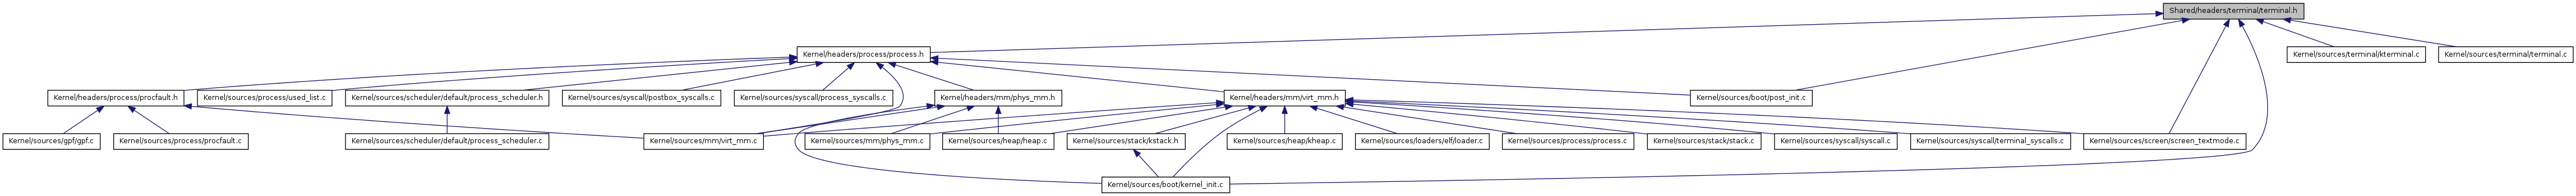 Shared/headers/terminal/terminal.h
Kernel/headers/process/process.h
Kernel/sources/terminal/kterminal.c
Kernel/sources/terminal/terminal.c
Kernel/headers/process/procfault.h
Kernel/sources/process/used_list.c
Kernel/sources/scheduler/default/process_scheduler.h
Kernel/sources/syscall/postbox_syscalls.c
Kernel/sources/syscall/process_syscalls.c
Kernel/headers/mm/phys_mm.h
Kernel/headers/mm/virt_mm.h
Kernel/sources/boot/post_init.c
Kernel/sources/gpf/gpf.c
Kernel/sources/process/procfault.c
Kernel/sources/scheduler/default/process_scheduler.c
Kernel/sources/mm/virt_mm.c
Kernel/sources/mm/phys_mm.c
Kernel/sources/heap/heap.c
Kernel/sources/stack/kstack.h
Kernel/sources/heap/kheap.c
Kernel/sources/loaders/elf/loader.c
Kernel/sources/process/process.c
Kernel/sources/stack/stack.c
Kernel/sources/syscall/syscall.c
Kernel/sources/syscall/terminal_syscalls.c
Kernel/sources/screen/screen_textmode.c
Kernel/sources/boot/kernel_init.c